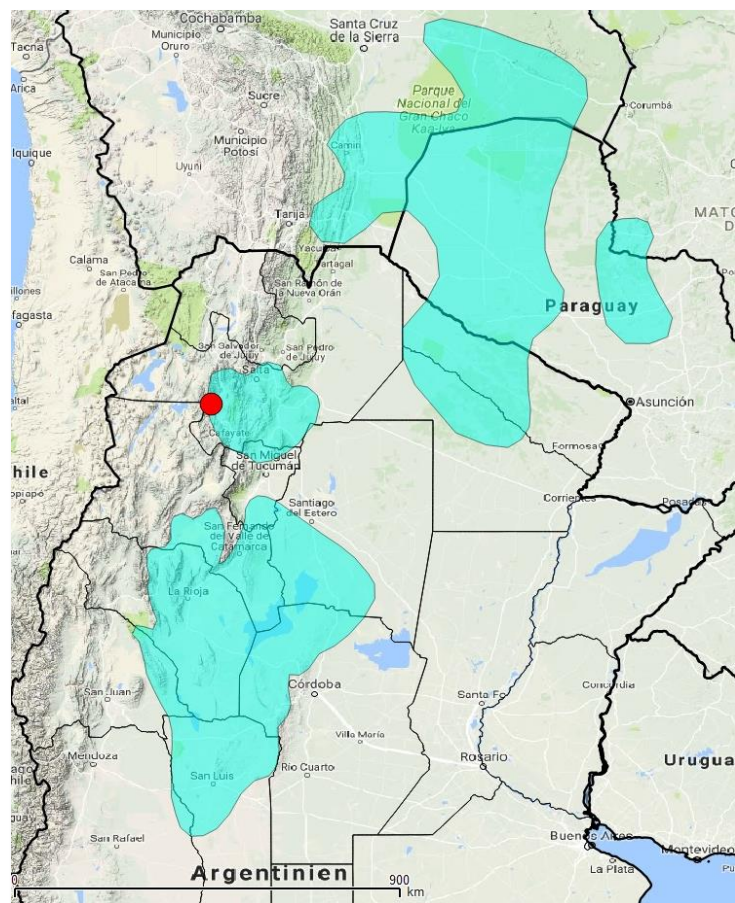 Cochabamba
Santa Cruz
de la Sierra
Tacna
Municipio
Oruro
Arica
Parque
Nacional del
Gran Chaco
Kaa-Iya
Sucre
Corumbá
Municipio
Potosí
Camiri
Iquique
Uyuni
Tarija
MATO
Yacuiba
Calama
San Pedro
de Atacama
Tartagal
San Ramón de
la Nueva Orán
Paraguay
San Salvador
de Jujuy
San Pedro
de Jujuy
Salta
Asunción
Cafayate
Formosa
San Miguel
de Tucumán
hile
Corrientes
Posadas
Santiago
del Estero
San Fernando
del Valle de
Catamarca
La Rioja
San Juan
Córdoba
Santa Fe
Concordia
Villa María
Mendoza
Rosario
Río Cuarto
Urugua
San Luis
San Rafael
Buenos Aires
Montevideo
La Plata
Argentinien
0
900
km